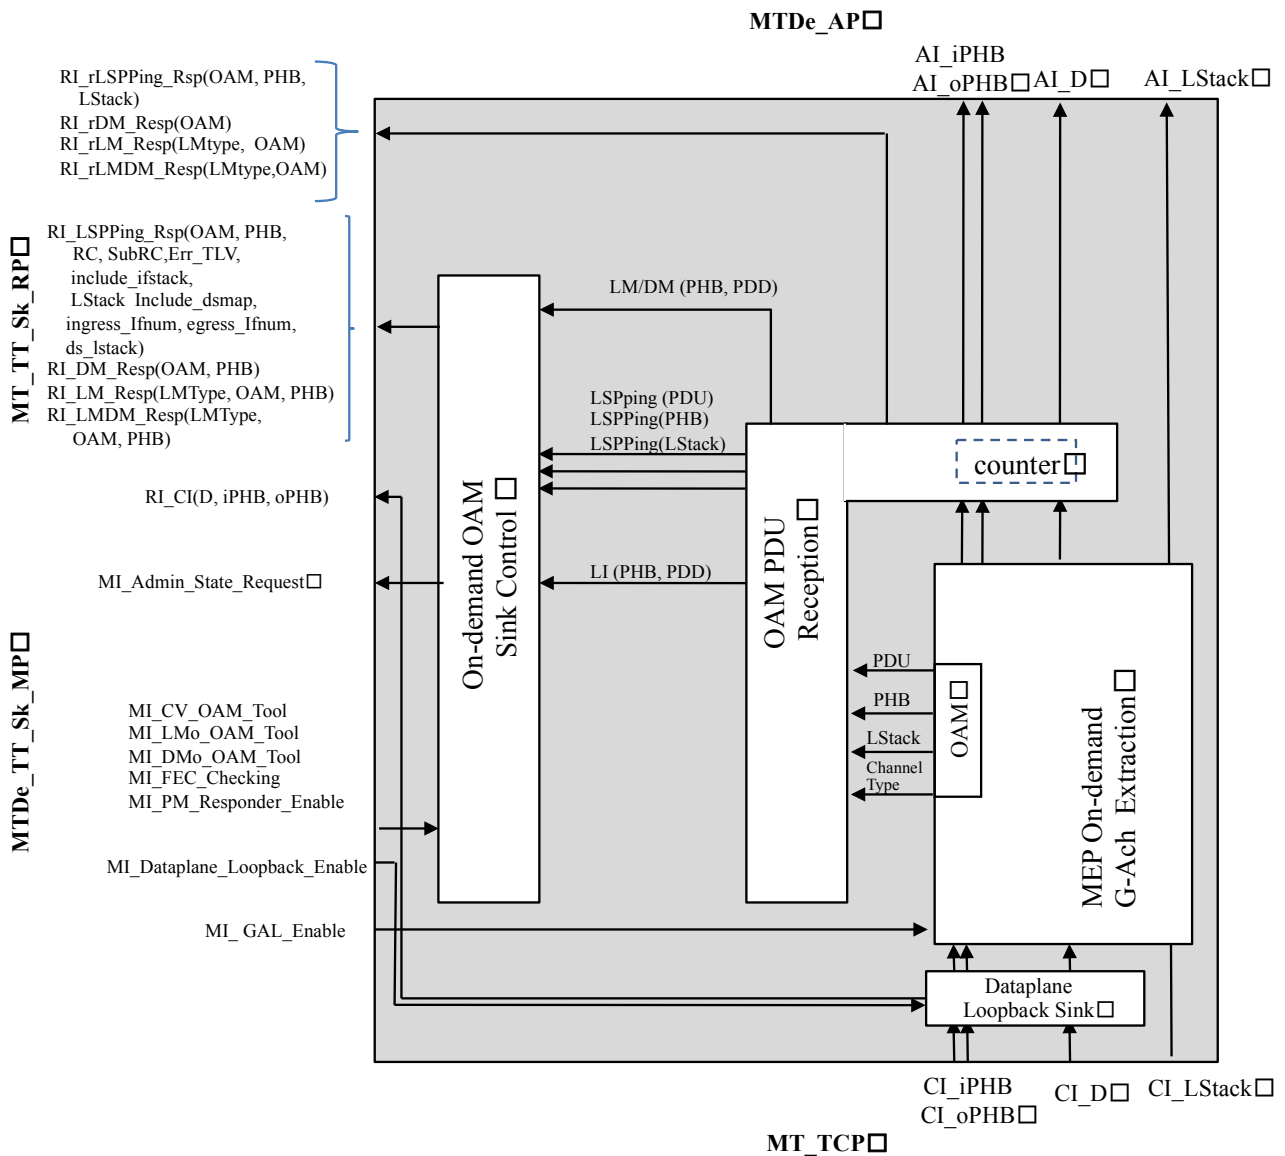 MTDe_AP□
AI_iPHB
AI_oPHB□
AI_D□
AI_LStack□
RI_rLSPPing_Rsp(OAM, PHB,
LStack)
RI_rDM_Resp(OAM)
RI_rLM_Resp(LMtype, OAM)
RI_rLMDM_Resp(LMtype,OAM)
MT_TT_Sk_RP□
RI_LSPPing_Rsp(OAM, PHB,
RC, SubRC,Err_TLV,
include_ifstack,
LStack Include_dsmap,
ingress_Ifnum, egress_Ifnum,
ds_lstack)
RI_DM_Resp(OAM, PHB)
RI_LM_Resp(LMType, OAM, PHB)
RI_LMDM_Resp(LMType,
OAM, PHB)
RI_CI(D, iPHB, oPHB)
MI_Admin_State_Request□
MTDe_TT_Sk_MP□
MI_CV_OAM_Tool
MI_LMo_OAM_Tool
MI_DMo_OAM_Tool
MI_FEC_Checking
MI_PM_Responder_Enable
MI_Dataplane_Loopback_Enable
MI_ GAL_Enable
On-demand OAM
Sink Control □
LM/DM (PHB, PDD)
LSPping (PDU)
LSPPing(PHB)
LSPPing(LStack)
LI (PHB, PDD)
OAM PDU
Reception□
counter□
PDU
PHB
LStack
Channel
Type
OAM□
MEP On-demand
G-Ach Extraction□
Dataplane
Loopback Sink□
CI_iPHB
CI_oPHB□
CI_D□
CI_LStack□
MT_TCP□